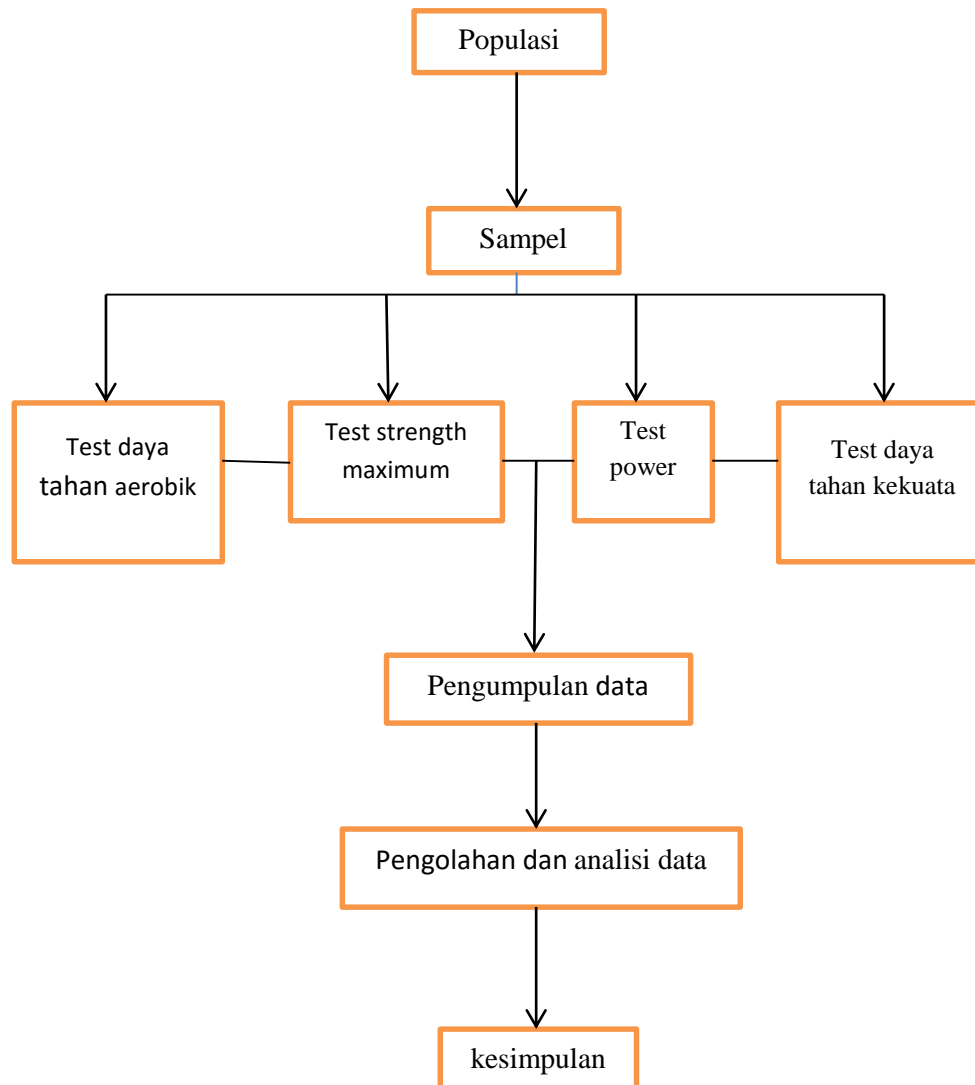 Populasi
Sampel
Test daya
tahan aerobik
Test strength
maximum
Test
power
Test daya
tahan kekuata
Pengumpulan data
Pengolahan dan analisi data
kesimpulan